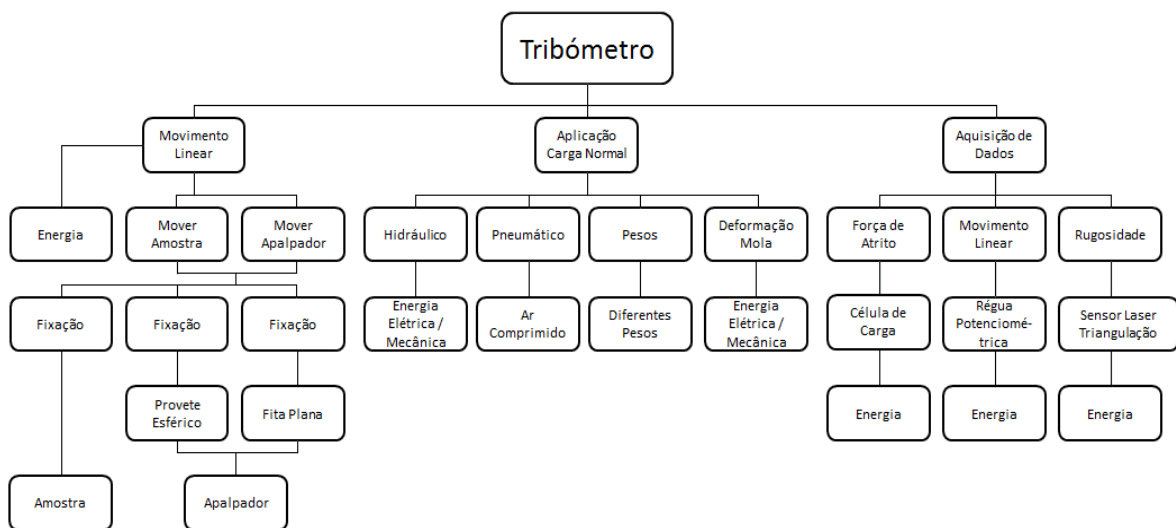 Tribómetro
Movimento
Linear
Aplicação
Carga Normal
Aquisição de
Dados
Energia
Mover
Amostra
Mover
Apalpador
Hidráulico
Pneumático
Pesos
Deformação
Mola
Força de
Atrito
Movimento
Linear
Rugosidade
Fixação
Fixação
Fixação
Energia
Elétrica /
Mecânica
Ar
Comprimido
Diferentes
Pesos
Energia
Elétrica /
Mecânica
Célula de
Carga
Régua
Potenciomé-
trica
Sensor Laser
Triangulação
Provete
Esférico
Fita Plana
Energia
Energia
Energia
Amostra
Apalpador